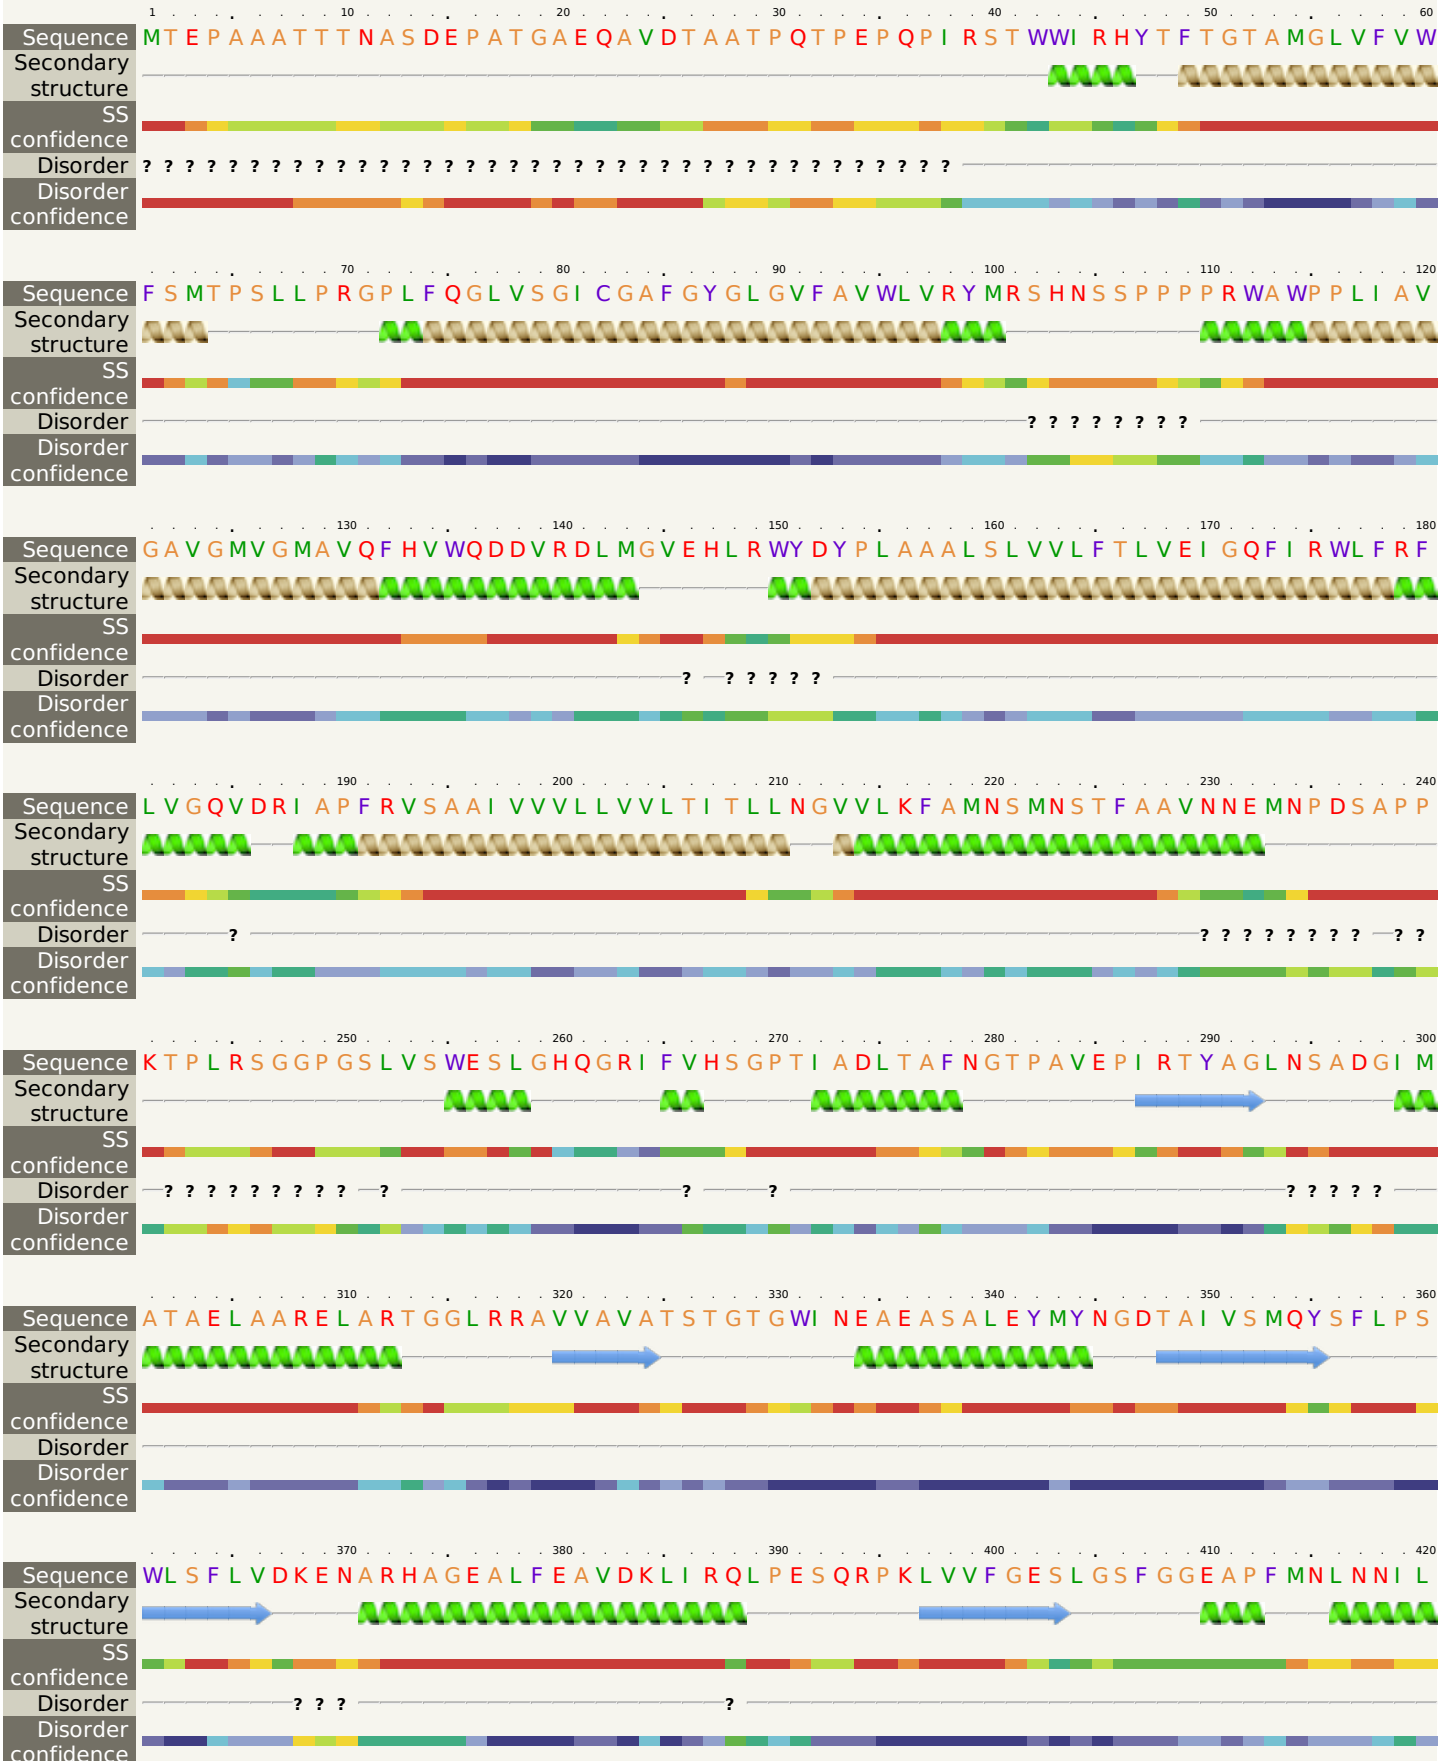 1 10 20 30 40 50 60
Sequence MTEPAAATTTNASDEPATGAEQAVDTAATPQTPEPQPIRSTWWIRHYTFTGTAMGLVFVW
Secondary
structure
SS
confidence
Disorder ? ? ? ? ? ? ? ? ? ? ? ? ? ? ? ? ? ? ? ? ? ? ? ? ? ? ? ? ? ? ? ? ? ? ? ? ? ?
Disorder
confidence
70 80 90 100 110 120
Sequence FSMTPSLLPRGPLFQGLVSGICGAFGYGLGVFAVWLVRYMRSHNSSPPPPRWAWPPLIAV
Secondary
structure
SS
confidence
Disorder ? ? ? ? ? ? ? ?
Disorder
confidence
130 140 150 160 170 180
Sequence GAVGMVGMAVQFHVWQDDVRDLMGVEHLRWYDYPLAAALSLVVLFTLVEIGQFIRWLFRF
Secondary
structure
SS
confidence
Disorder ? ? ? ? ? ?
Disorder
confidence
190 200 210 220 230 240
Sequence LVGQVDRIAPFRVSAAIVVVLLVVLTITLLNGVVLKFAMNSMNSTFAAVNNEMNPDSAPP
Secondary
structure
SS
confidence
Disorder ? ? ? ? ? ? ? ? ? ? ?
Disorder
confidence
250 260 270 280 290 300
Sequence KTPLRSGGPGSLVSWESLGHQGRIFVHSGPTIADLTAFNGTPAVEPIRTYAGLNSADGIM
Secondary
structure
SS
confidence
Disorder ? ? ? ? ? ? ? ? ? ? ? ? ? ? ? ? ?
Disorder
confidence
310 320 330 340 350 360
Sequence ATAELAARELARTGGLRRAVVAVATSTGTGWINEAEASALEYMYNGDTAIVSMQYSFLPS
Secondary
structure
SS
confidence
Disorder
Disorder
confidence
370 380 390 400 410 420
Sequence WLSFLVDKENARHAGEALFEAVDKLIRQLPESQRPKLVVFGESLGSFGGEAPFMNLNNIL
Secondary
structure
SS
confidence
Disorder ? ? ? ?
Disorder
confidence